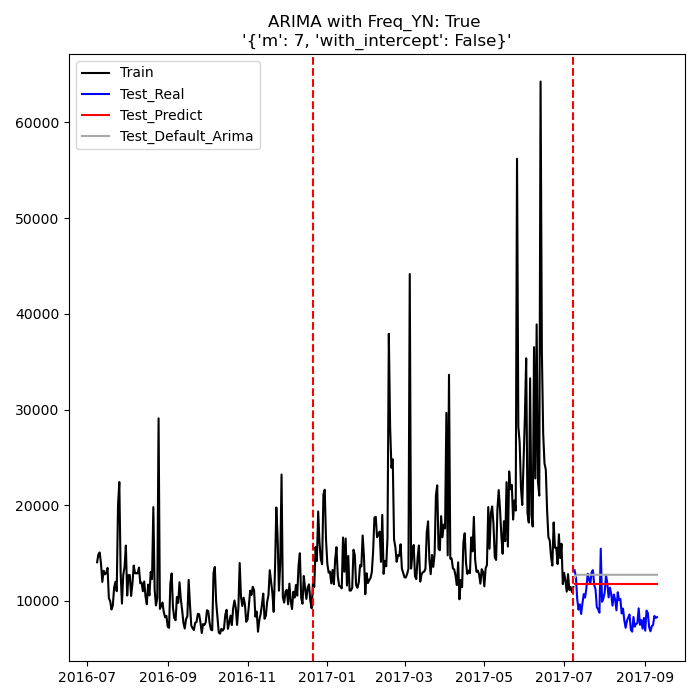 ARIMA with Freq_YN: True
'{'m': 7, 'with_intercept': False}'
Train
Test_Real
Test_Predict
Test_Default_Arima
60000
50000
40000
30000
20000
10000
2016-07
2016-09
2016-11
2017-01
2017-03
2017-05
2017-07
2017-09